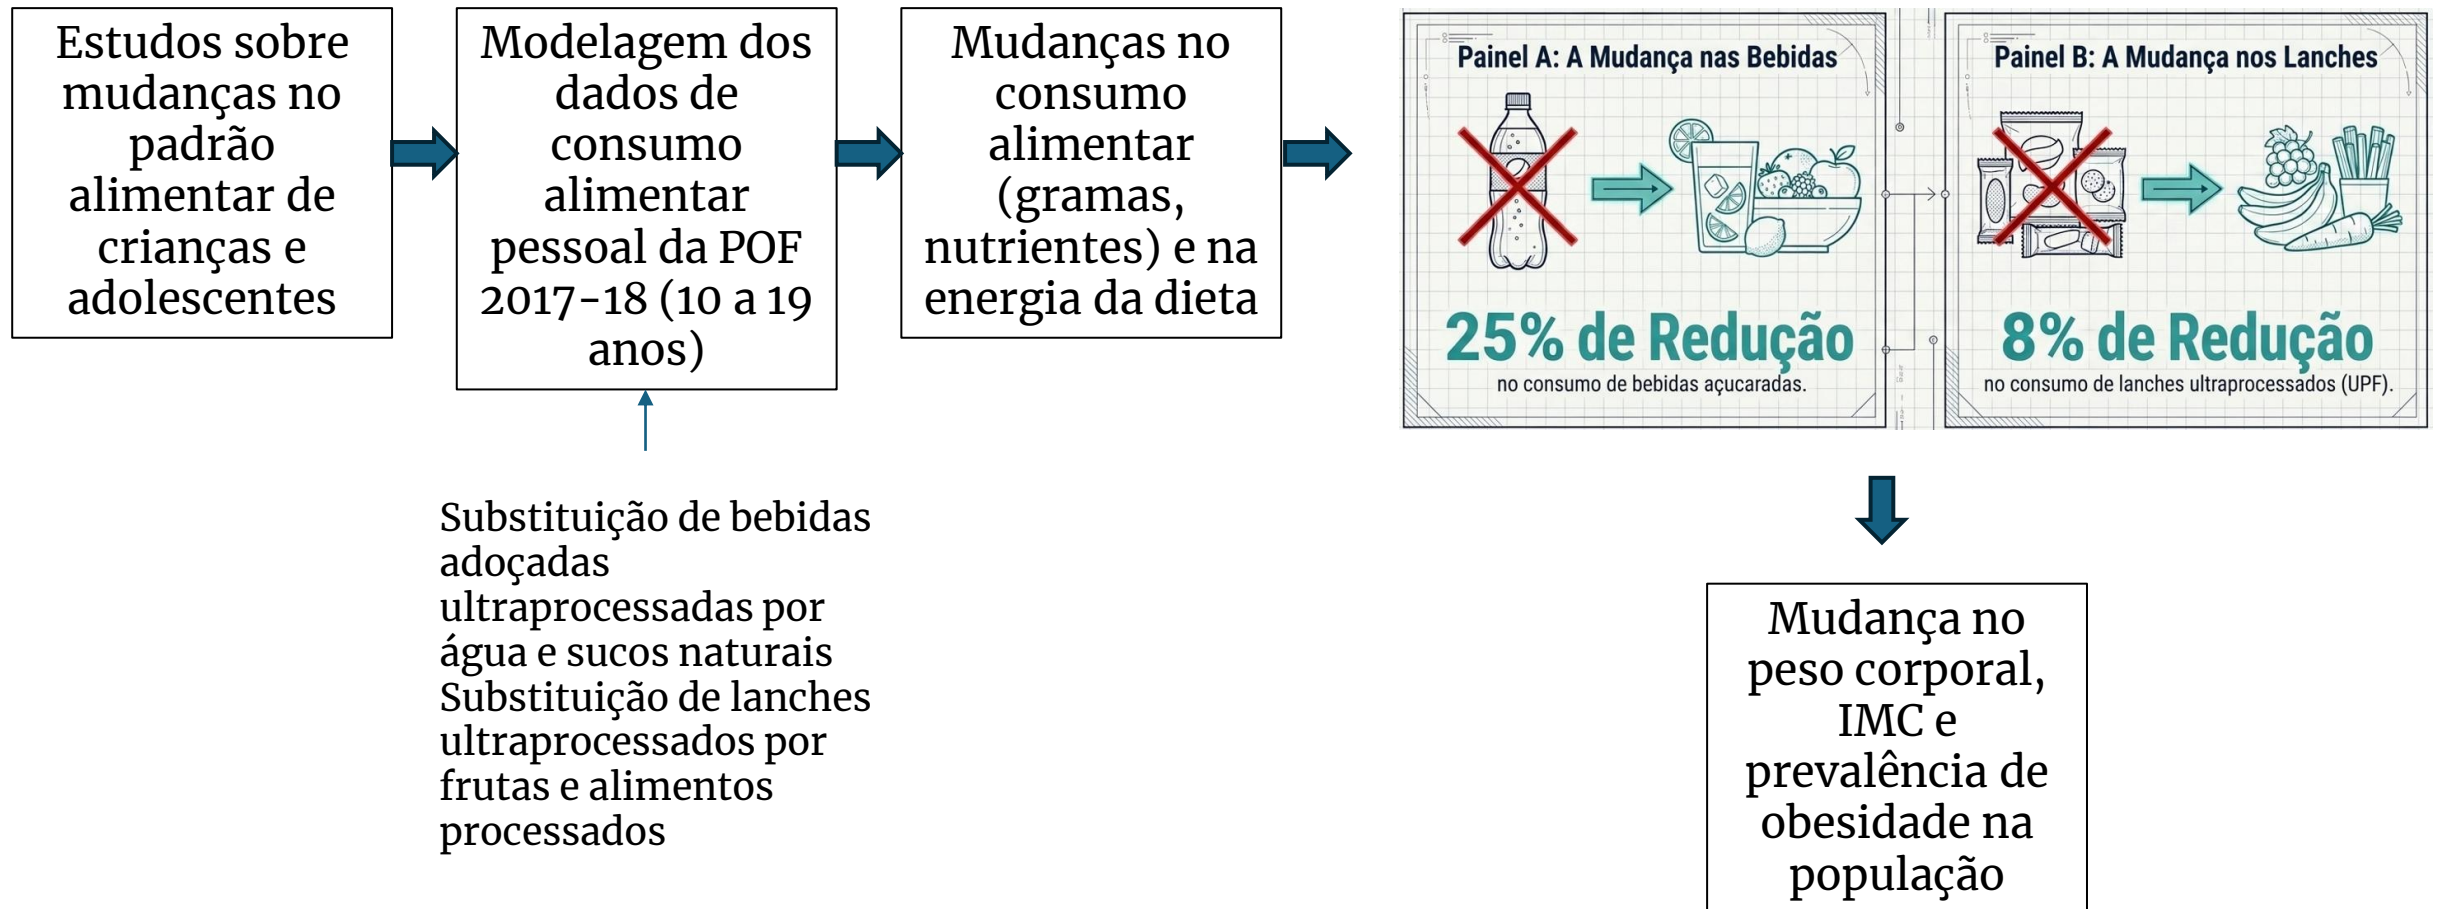 Estudos sobre
mudanças no
padrão
alimentar de
crianças e
adolescentes
Modelagem dos
dados de
consumo
alimentar
pessoal da POF
2017-18 (10 a 19
anos)
Mudanças no
consumo
alimentar
(gramas,
nutrientes) e na
energia da dieta
Painel A: A Mudança nas Bebidas
25% de Redução
no consumo de bebidas açucaradas.
Painel B: A Mudança nos Lanches
8% de Redução
no consumo de lanches ultraprocessados (UPF).
Substituição de bebidas
adoçadas
ultraprocessadas por
água e sucos naturais
Substituição de lanches
ultraprocessados por
frutas e alimentos
processados
Mudança no
peso corporal,
IMC e
prevalência de
obesidade na
população